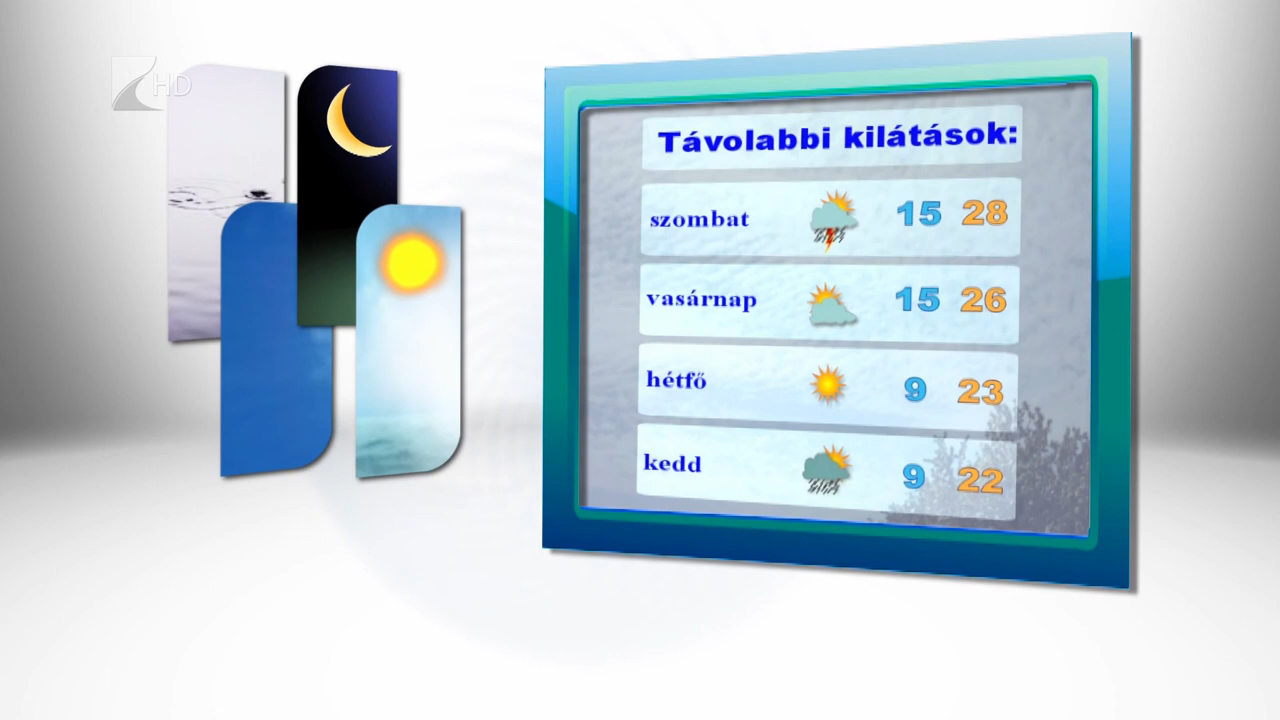 HD
Távolabbi kilátások:
szombat 15 28
vasárnap 15 26
hétfő 9 23
kedd 9 22